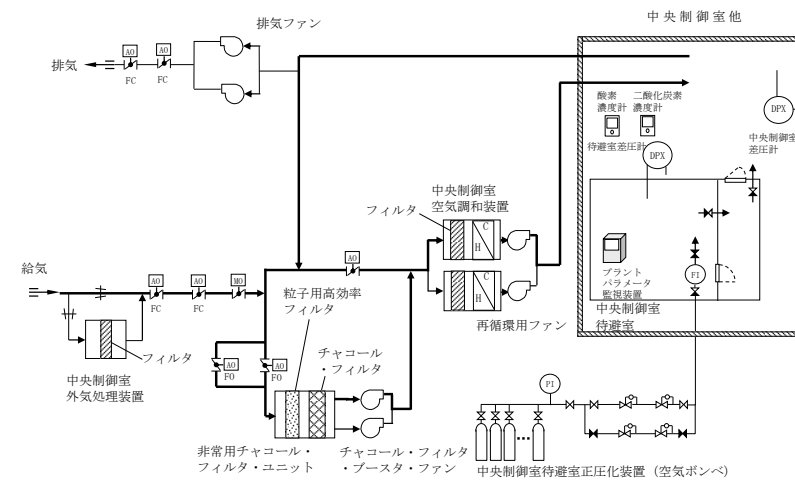 中央制御室他
排気ファン
排気
AO
AO
FC
FC
酸素
濃度計
二酸化炭素
濃度計
DPX
待避室差圧計
DPX
中央制御室
差圧計
中央制御室
空気調和装置
フィルタ
C
H
C
H
プラント
パラメータ
監視装置
FI
中央制御室
待避室
給気
AO
AO
MO
FC
FC
AO
再循環用ファン
粒子用高効率
フィルタ
チャコール
・フィルタ
フィルタ
AO
FO
AO
FO
中央制御室
外気処理装置
PI
非常用チャコール・
フィルタ・ユニット
チャコール・フィルタ
・ブースタ・ファン
中央制御室待避室正圧化装置（空気ボンベ）